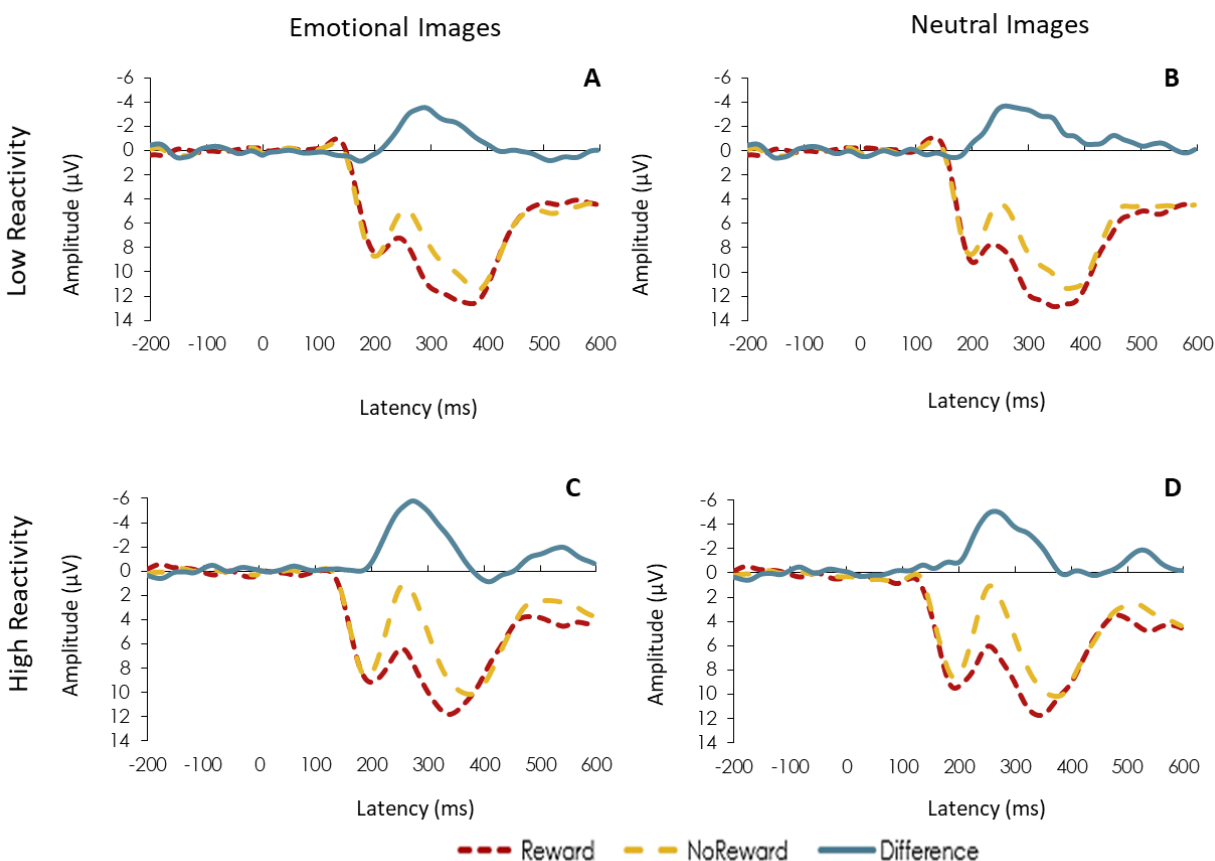 Emotional Images
Neutral Images
Low Reactivity
High Reactivity
A
Amplitude (µV)
-6
-4
-2
0
2
4
6
8
10
12
14
-200 -100 0 100 200 300 400 500 600
Latency (ms)
B
Amplitude (µV)
-6
-4
-2
0
2
4
6
8
10
12
14
-200 -100 0 100 200 300 400 500 600
Latency (ms)
C
Amplitude (µV)
-6
-4
-2
0
2
4
6
8
10
12
14
-200 -100 0 100 200 300 400 500 600
Latency (ms)
D
Amplitude (µV)
-6
-4
-2
0
2
4
6
8
10
12
14
-200 -100 0 100 200 300 400 500 600
Latency (ms)
Reward NoReward Difference